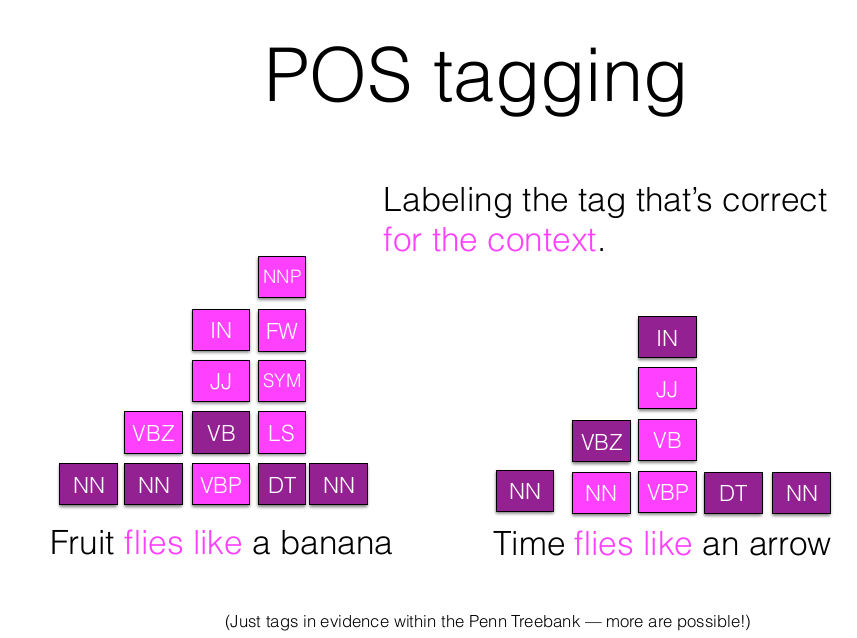 POS tagging
Labeling the tag that's correct
for the context.
NNP
IN FW
JJ SYM
VBZ VB LS
NN NN VBP DT NN
Fruit flies like a banana
IN
JJ
VBZ VB
NN NN VBP DT NN
Time flies like an arrow
(Just tags in evidence within the Penn Treebank — more are possible!)